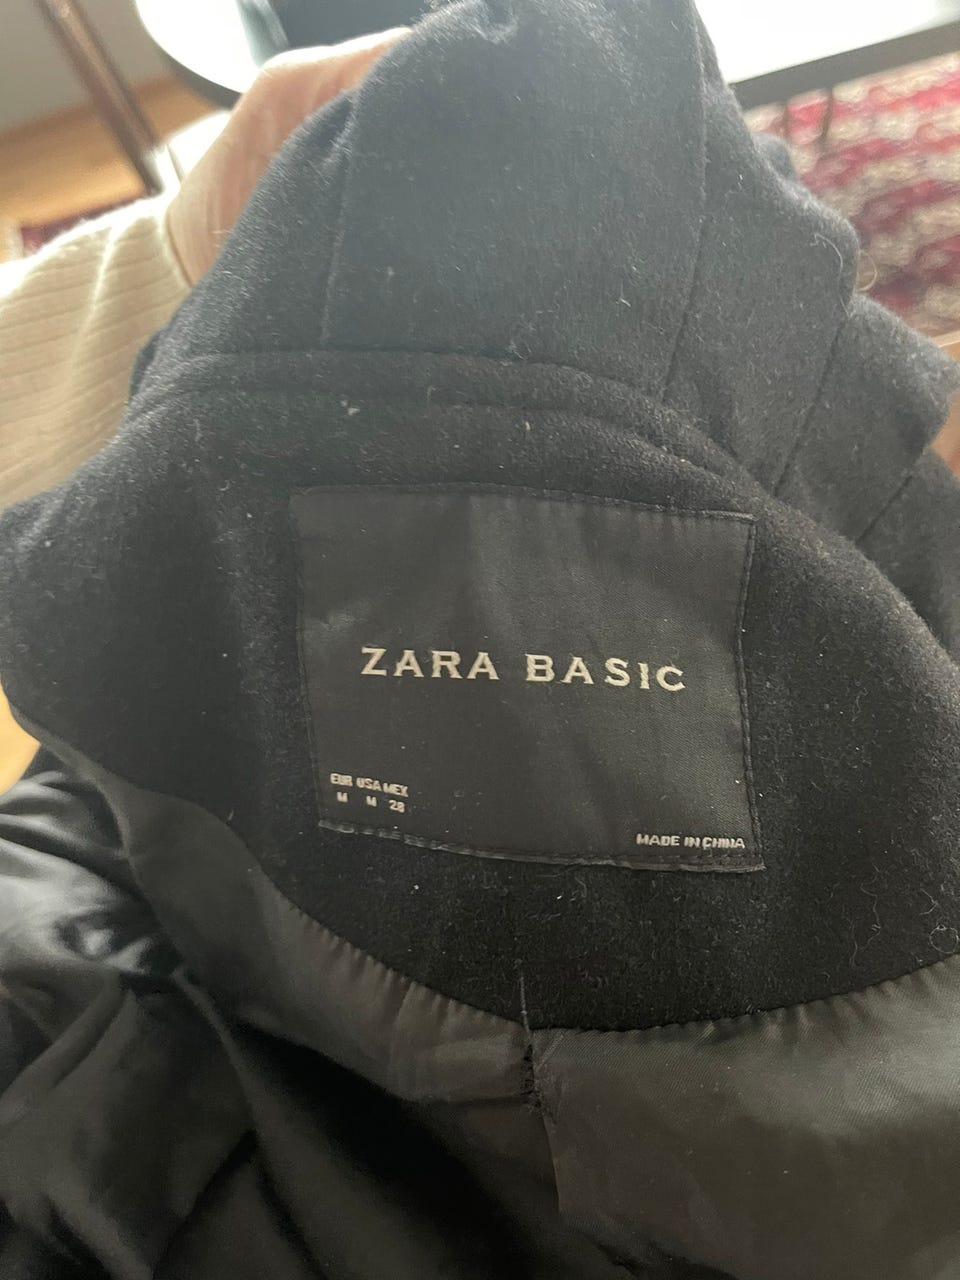 ZARA BASIC
EUR USA MEX
M M 28
MADE IN CHINA